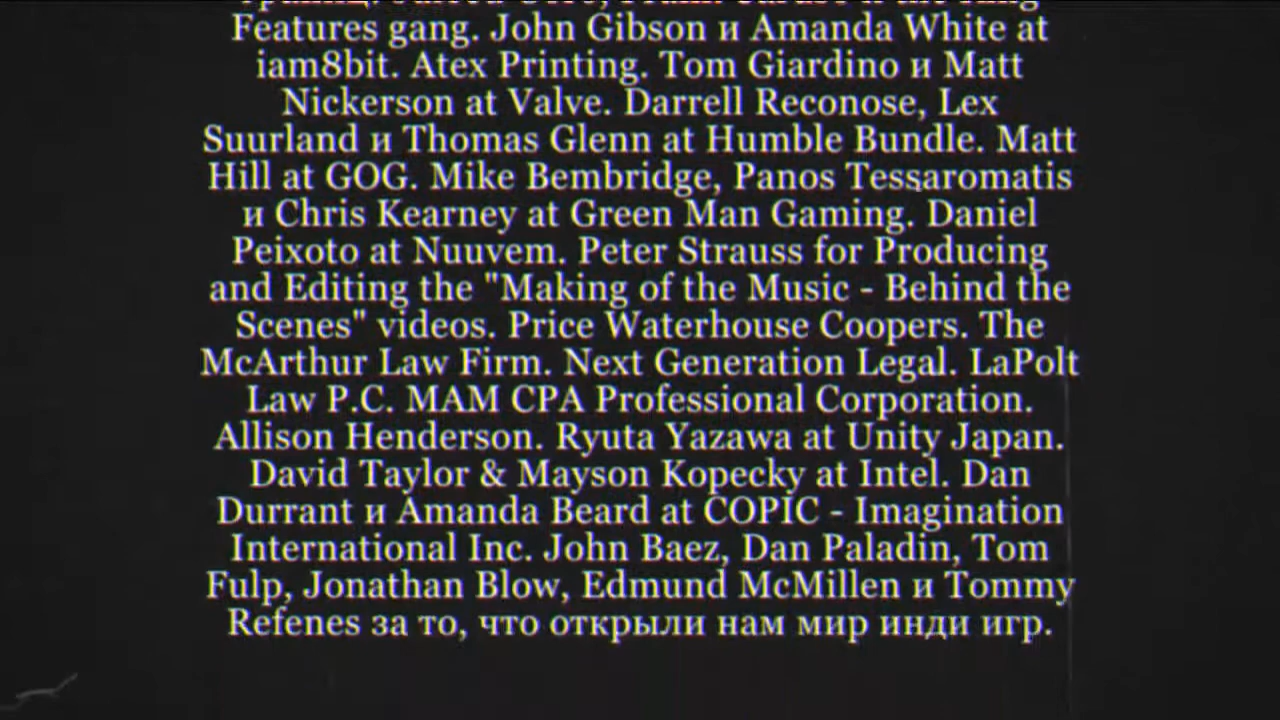 Features gang. John Gibson и Amanda White at
iam8bit. Atex Printing. Tom Giardino и Matt
Nickerson at Valve. Darrell Reconose, Lex
Suurland и Thomas Glenn at Humble Bundle. Matt
Hill at GOG. Mike Bembridge, Panos Tessaromatis
и Chris Kearney at Green Man Gaming. Daniel
Peixoto at Nuuvem. Peter Strauss for Producing
and Editing the "Making of the Music - Behind the
Scenes" videos. Price Waterhouse Coopers. The
McArthur Law Firm. Next Generation Legal. LaPolt
Law P.C. MAM CPA Professional Corporation.
Allison Henderson. Ryuta Yazawa at Unity Japan.
David Taylor & Mayson Kopecky at Intel. Dan
Durrant и Amanda Beard at COPIC - Imagination
International Inc. John Baez, Dan Paladin, Tom
Fulp, Jonathan Blow, Edmund McMillen и Tommy
Refenes за то, что открыли нам мир инди игр.